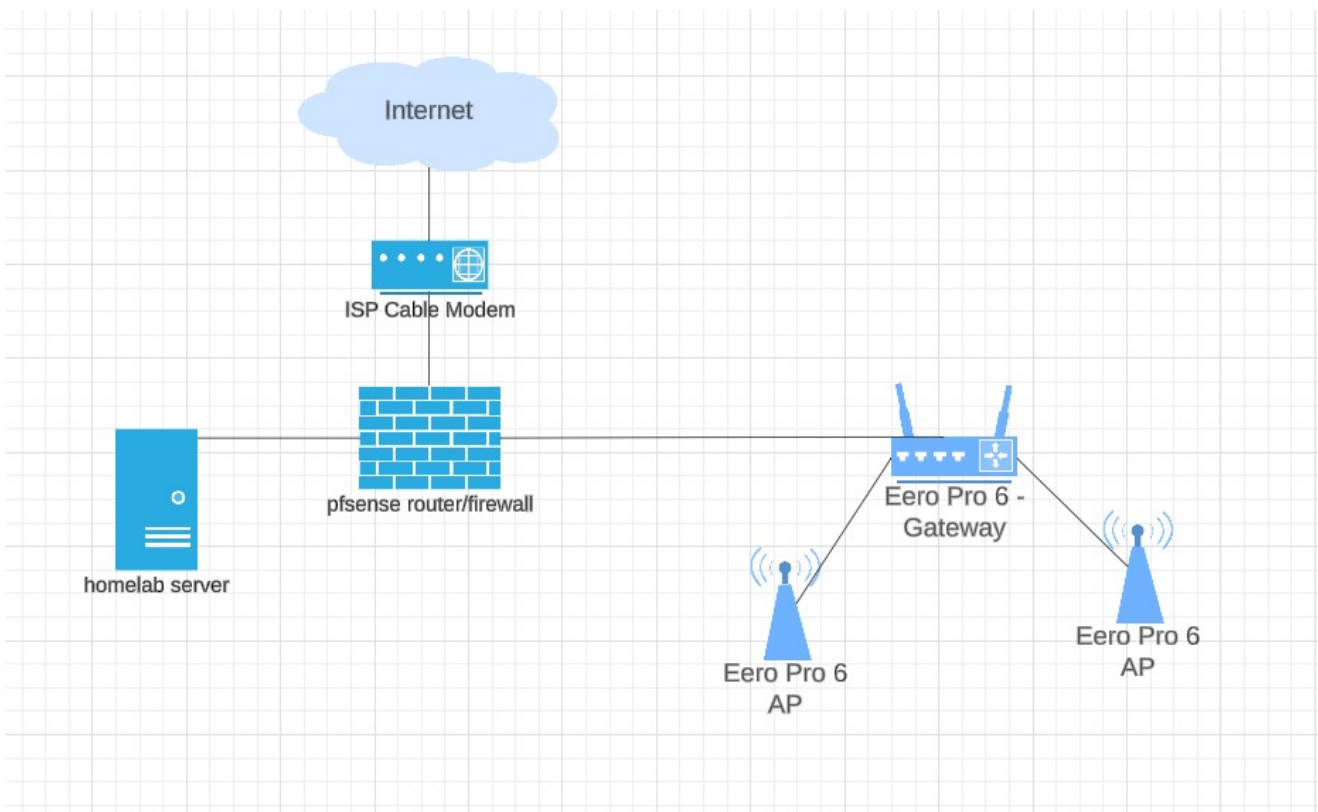 Internet
ISP Cable Modem
pfsense router/firewall
homelab server
Eero Pro 6 -
Gateway
Eero Pro 6
AP
Eero Pro 6
AP